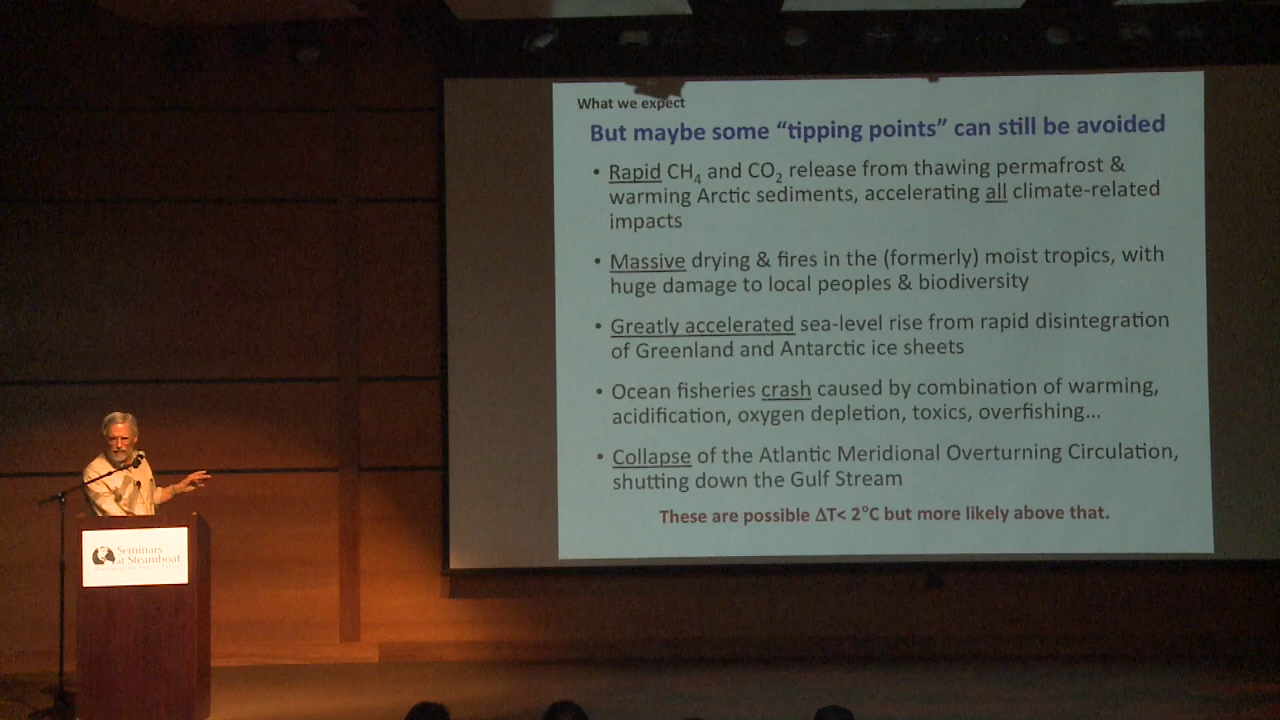 What we expect
But maybe some “tipping points” can still be avoided
• Rapid CH₄ and CO₂ release from thawing permafrost &
warming Arctic sediments, accelerating all climate-related
impacts
• Massive drying & fires in the (formerly) moist tropics, with
huge damage to local peoples & biodiversity
• Greatly accelerated sea-level rise from rapid disintegration
of Greenland and Antarctic ice sheets
• Ocean fisheries crash caused by combination of warming,
acidification, oxygen depletion, toxics, overfishing...
• Collapse of the Atlantic Meridional Overturning Circulation,
shutting down the Gulf Stream
These are possible ΔT< 2°C but more likely above that.
Seminars
at Steamboat